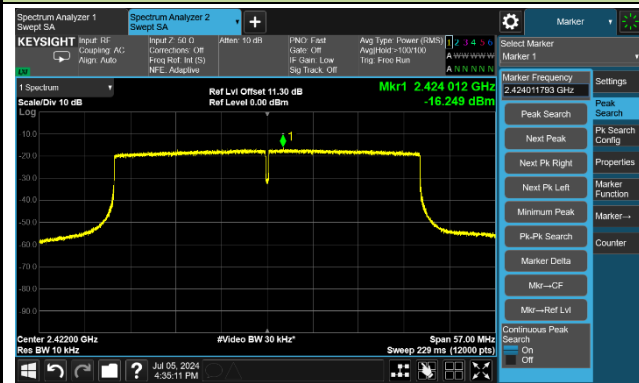 Spectrum Analyzer 1
Swept SA
Spectrum Analyzer 2
Swept SA
+
Marker
KEYSIGHT
Input: RF
Coupling: AC
Align: Auto
Input Z: 50 Ω
Corrections: Off
Freq Ref: Int (S)
NFE: Adaptive
Atten: 10 dB
PNO: Fast
Gate: Off
IF Gain: Low
Sig Track: Off
Avg Type: Power (RMS)
Avg|Hold:>100/100
Trig: Free Run
1 2 3 4 5 6
A W W W W W
A N N N N N
Select Marker
Marker 1
LW
1 Spectrum
Scale/Div 10 dB
Log
Ref Lvl Offset 11.30 dB
Ref Level 0.00 dBm
Mkr1 2.424 012 GHz
-16.249 dBm
1
-10.0
-20.0
-30.0
-40.0
-50.0
-60.0
-70.0
-80.0
-90.0
Center 2.42200 GHz
Res BW 10 kHz
#Video BW 30 kHz*
Span 57.00 MHz
Sweep 229 ms (12000 pts)
Marker Frequency
2.424011793 GHz
Peak Search
Next Peak
Next Pk Right
Next Pk Left
Minimum Peak
Pk-Pk Search
Marker Delta
Mkr→CF
Mkr→Ref Lvl
Continuous Peak
Search
On
Off
Settings
Peak
Search
Pk Search
Config
Properties
Marker
Function
Marker→
Counter
?
Jul 05, 2024
4:35:11 PM